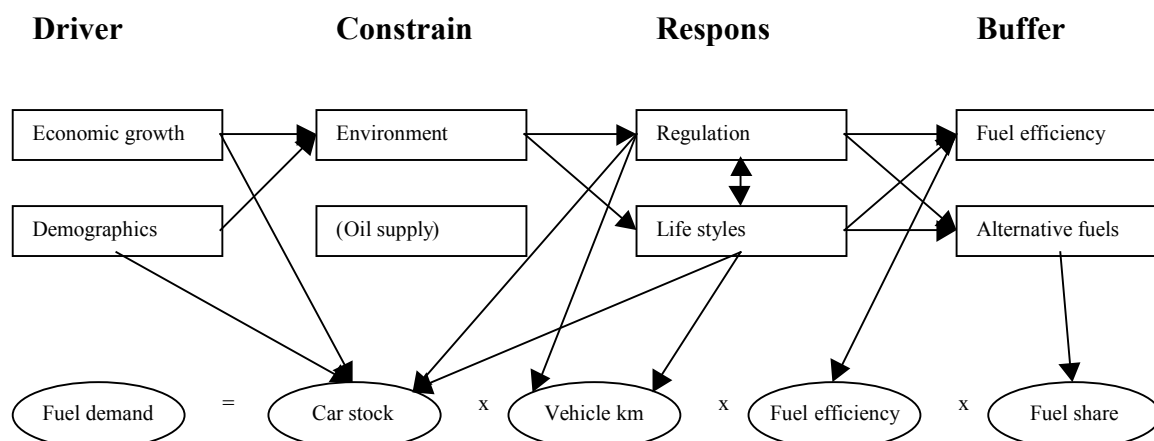 Driver Constrain Respons Buffer
Economic growth Environment Regulation Fuel efficiency
Demographics (Oil supply) Life styles Alternative fuels
Fuel demand = Car stock x Vehicle km x Fuel efficiency x Fuel share